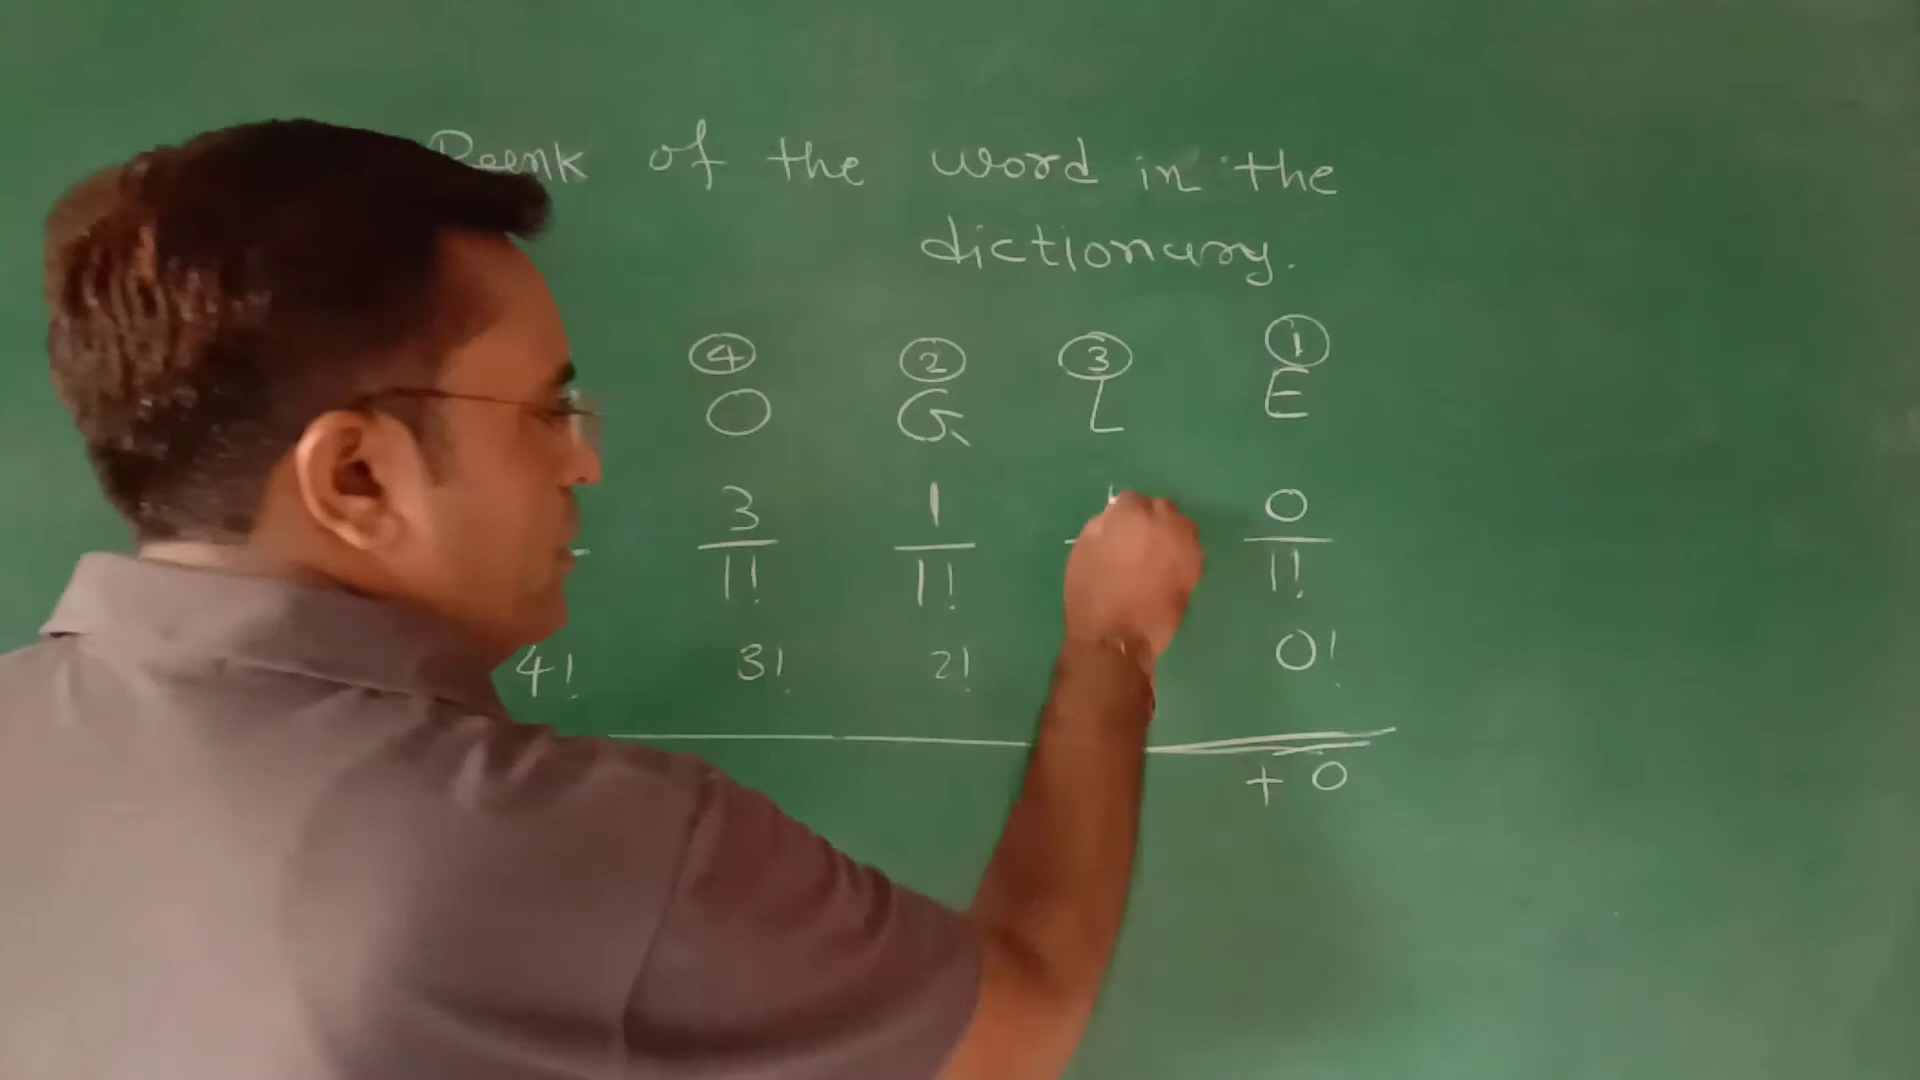 of the word in the
dictionary.
④ ② ③ ①
O G L E
3 1 1 0
1! 1! 1!
4! 3! 2! 0!
+ 0